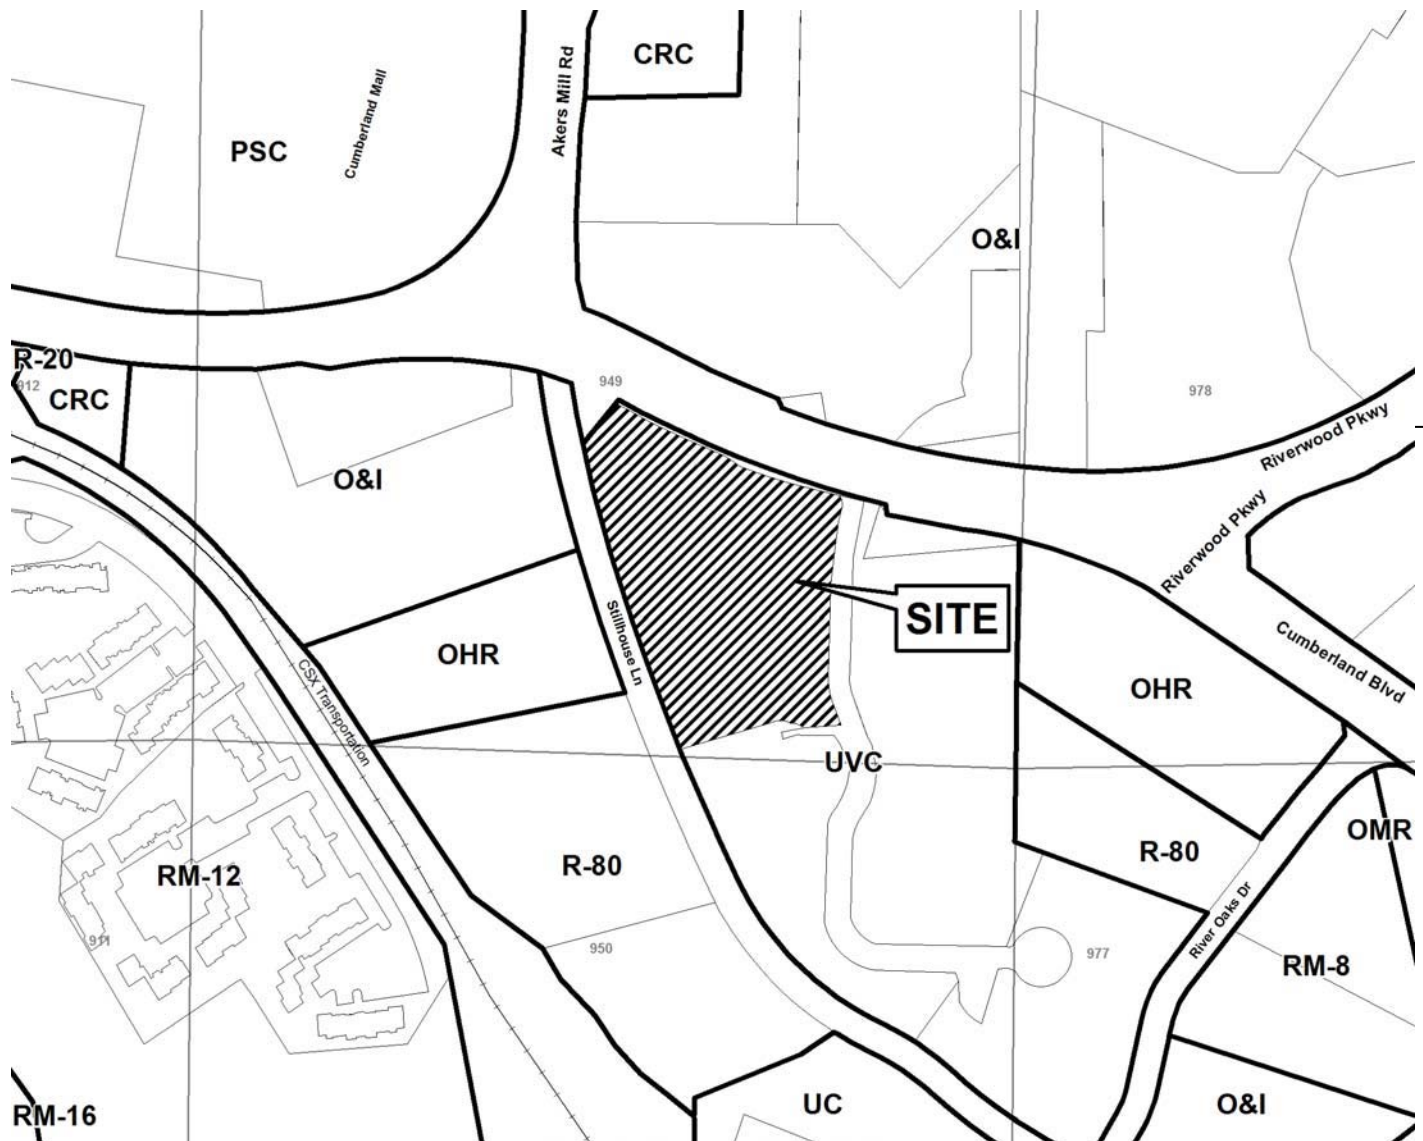 CRC
Akers Mill Rd
Cumberland Mall
PSC
O&I
R-20
912
CRC
949
978
Riverwood Pkwy
O&I
Riverwood Pkwy
SITE
Stillhouse Ln
OHR
CSX Transportation
Cumberland Blvd
OHR
UVC
OMR
R-80
R-80
RM-12
River Oaks Dr
911
950
977
RM-8
UC
O&I
RM-16